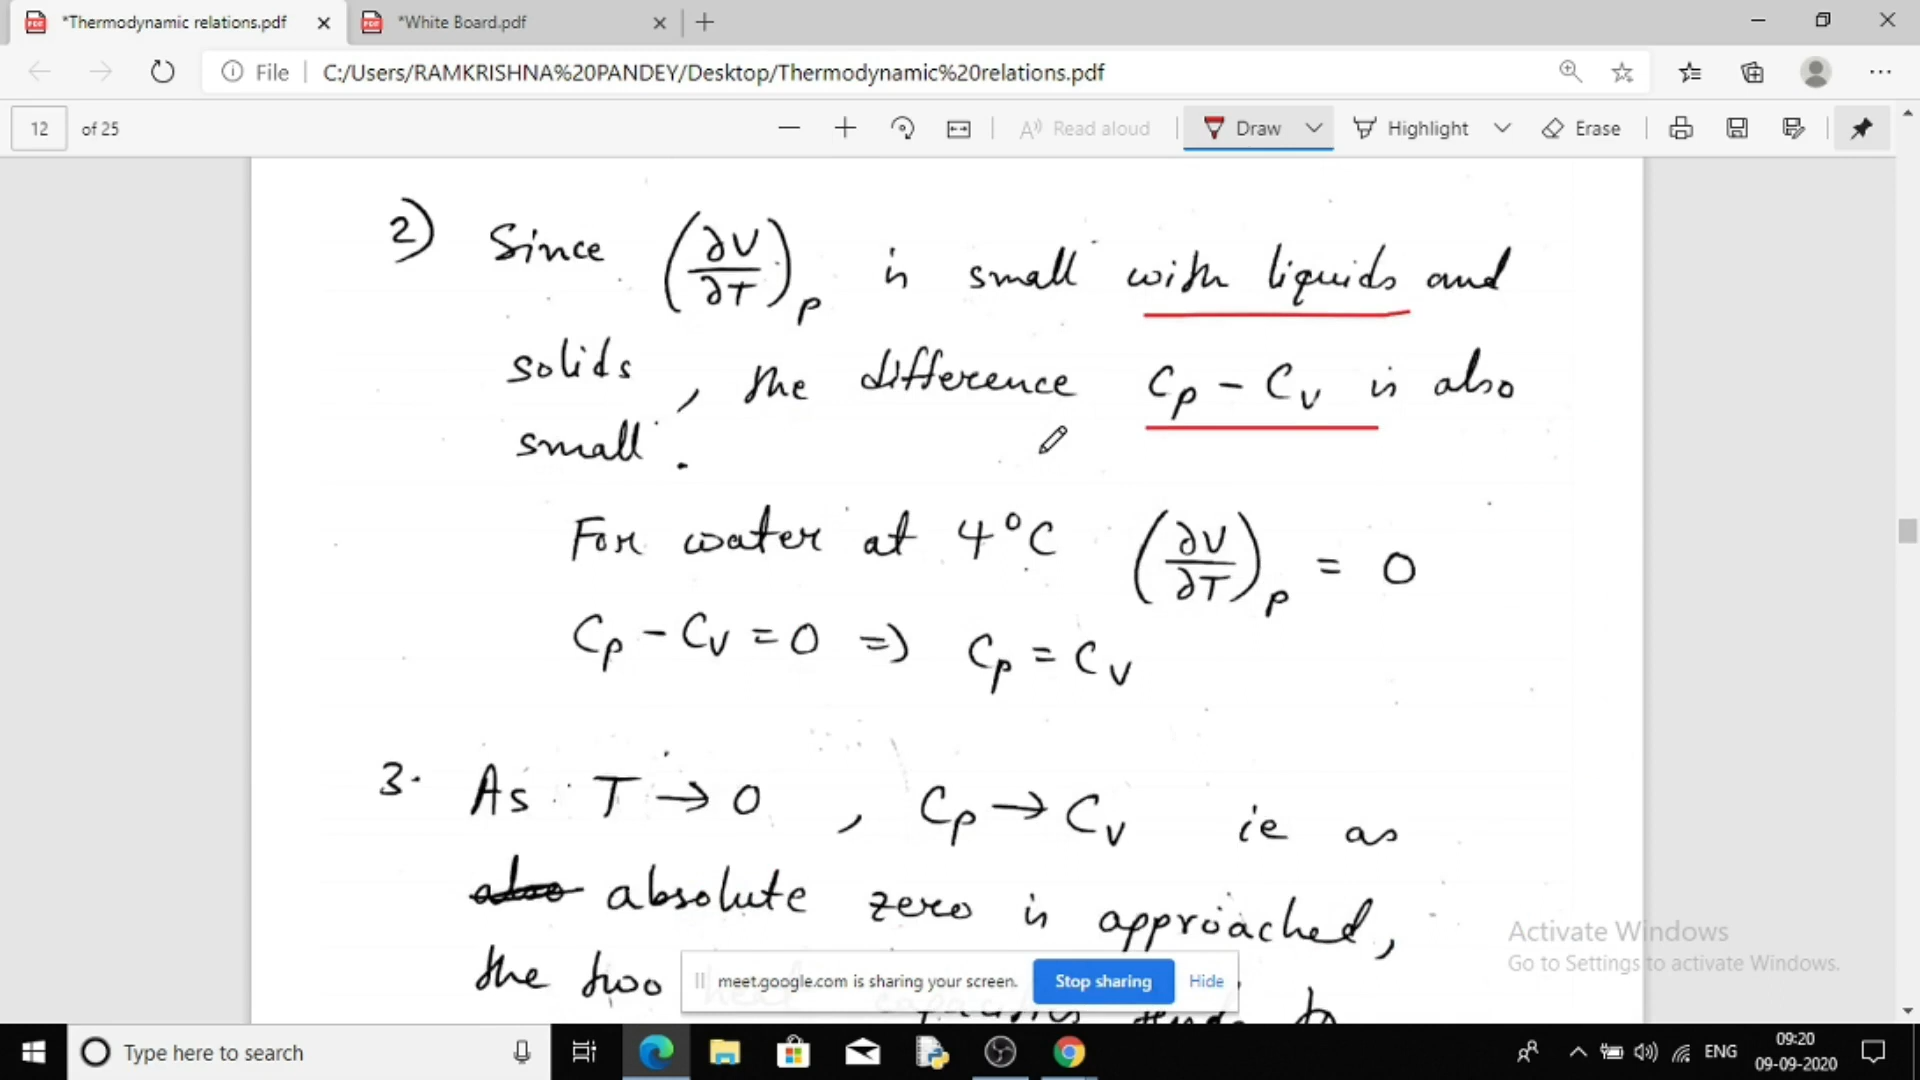 *Thermodynamic relations.pdf
*White Board.pdf
File
C:/Users/RAMKRISHNA%20PANDEY/Desktop/Thermodynamic%20relations.pdf
12 of 25
Read aloud
Draw
Highlight
Erase
2) Since (∂V/∂T)p is small with liquids and
solids, the difference Cp - Cv is also
small.
For water at 4°C (∂V/∂T)p = 0
Cp - Cv = 0 => Cp = Cv
3. As T → 0, Cp → Cv ie as
also absolute zero is approached,
the two
Activate Windows
Go to Settings to activate Windows.
meet.google.com is sharing your screen.
Stop sharing
Hide
Type here to search
ENG
09:20
09-09-2020